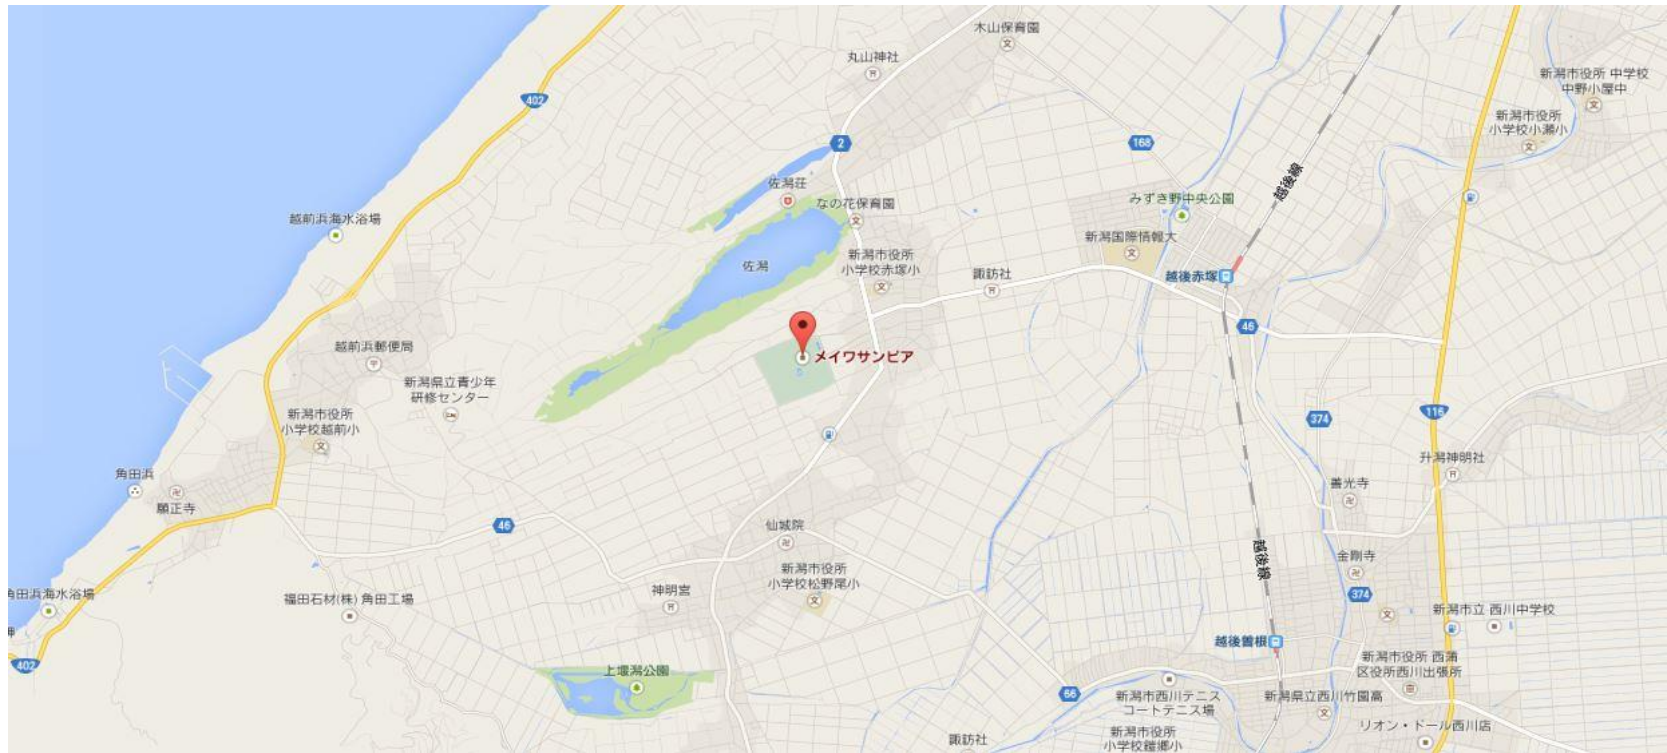 木山保育園
丸山神社
新潟市役所 中学校
中野小屋中
402
新潟市役所
小学校小瀬小
2
168
佐潟荘
越後線
なの花保育園
みずき野中央公園
越前浜海水浴場
新潟国際情報大
新潟市役所
小学校赤塚小
佐潟
諏訪社
越後赤塚
46
越前浜郵便局
メイワサンピア
新潟県立青少年
研修センター
新潟市役所
小学校越前小
374
116
升潟神明社
角田浜
願正寺
善光寺
46
仙城院
越後線
金剛寺
新潟市役所
小学校松野尾小
神明宮
角田浜海水浴場
福田石材(株) 角田工場
374
新潟市立 西川中学校
岬
越後曽根
402
上堰潟公園
新潟市役所 西蒲
区役所西川出張所
66
新潟市西川テニス
コートテニス場
新潟県立西川竹園高
リオン・ドール西川店
諏訪社
新潟市役所
小学校鎧郷小